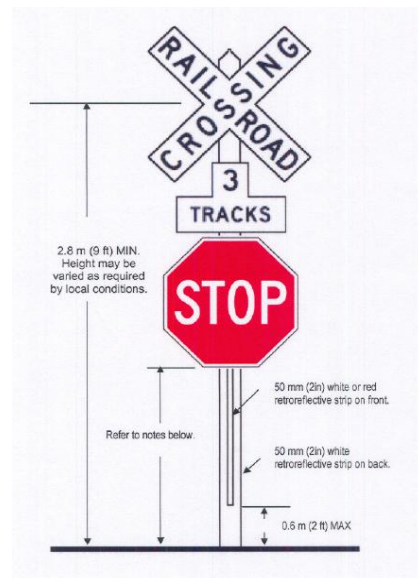 RAIL ROAD
CROSSING
3
TRACKS
STOP
2.8 m (9 ft) MIN.
Height may be
varied as required
by local conditions.
50 mm (2in) white or red
retroreflective strip on front.
Refer to notes below.
50 mm (2in) white
retroreflective strip on back.
0.6 m (2 ft) MAX